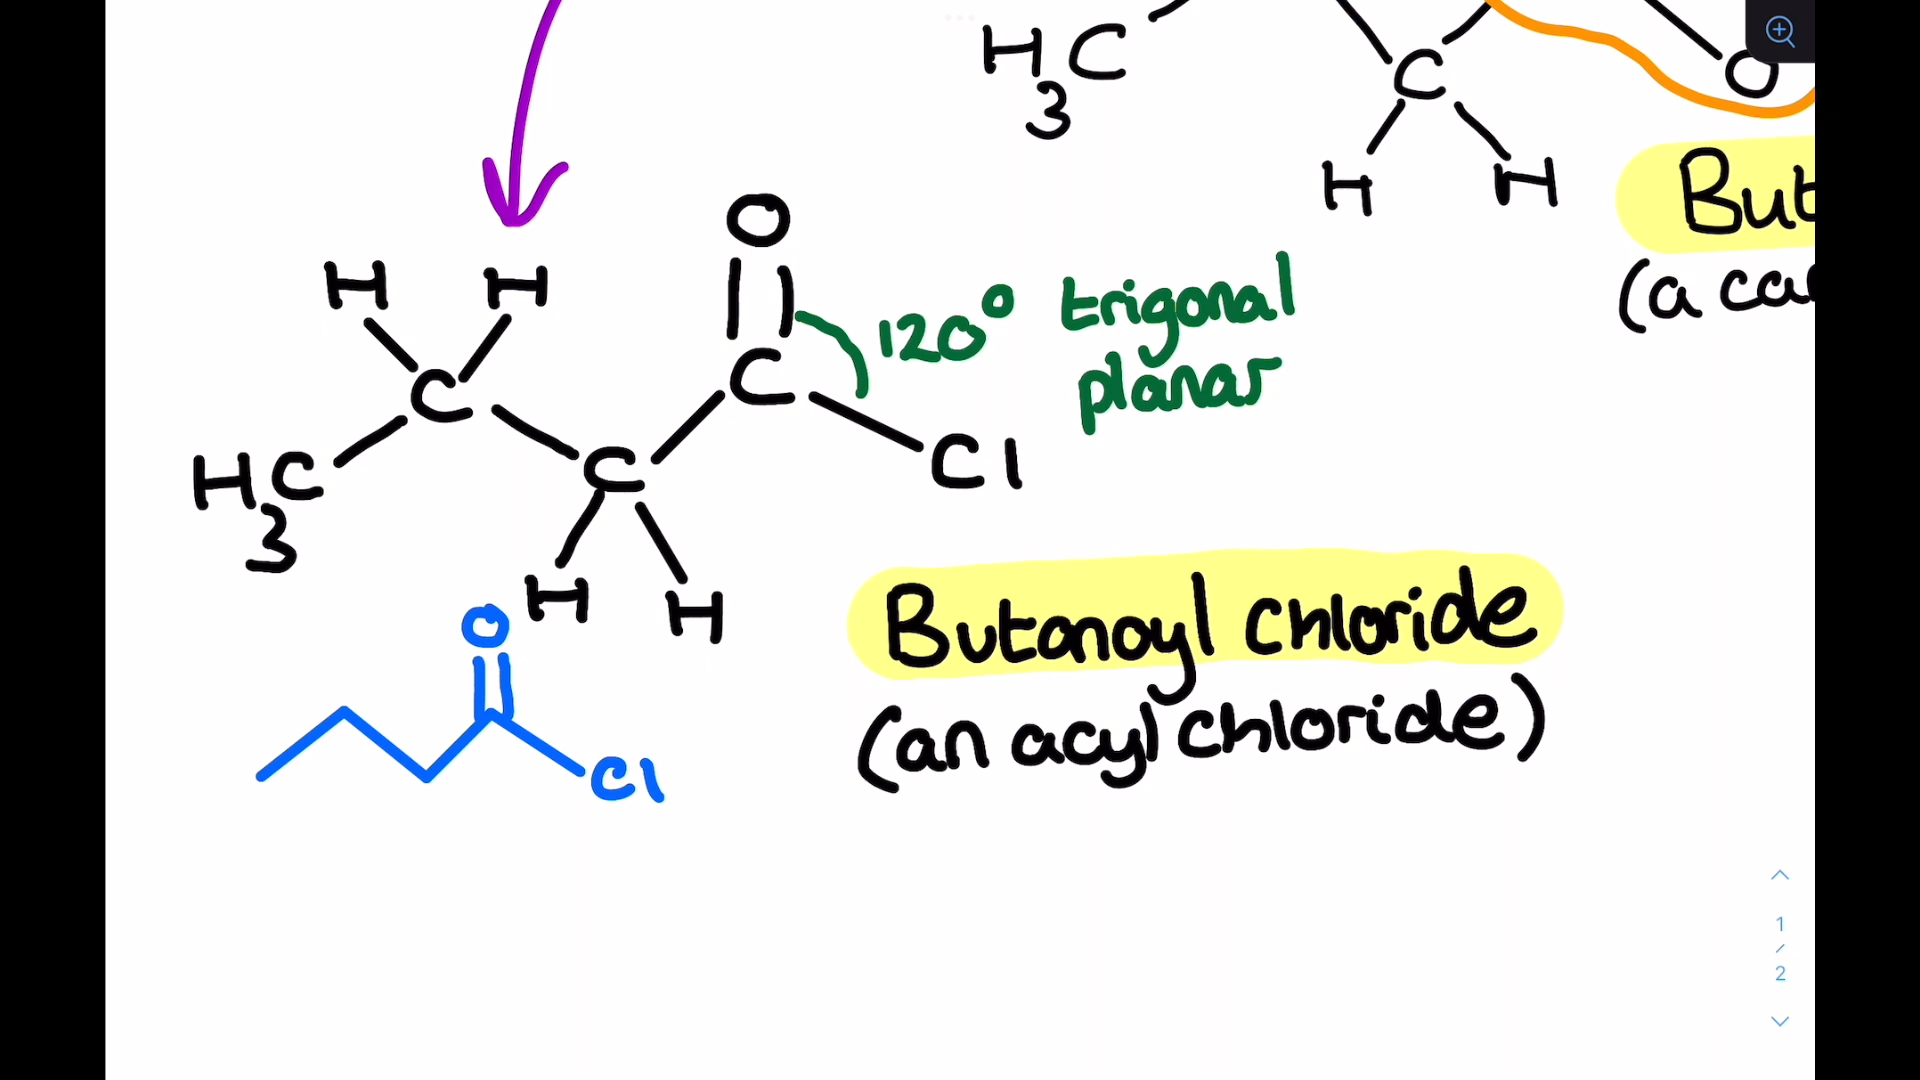 H3C
C
O
H H
But
(a ca
O
H H
120° trigonal
planar
C
C
H3C
C
Cl
H H
Butanoyl chloride
(an acyl chloride)
O
Cl
1
/
2